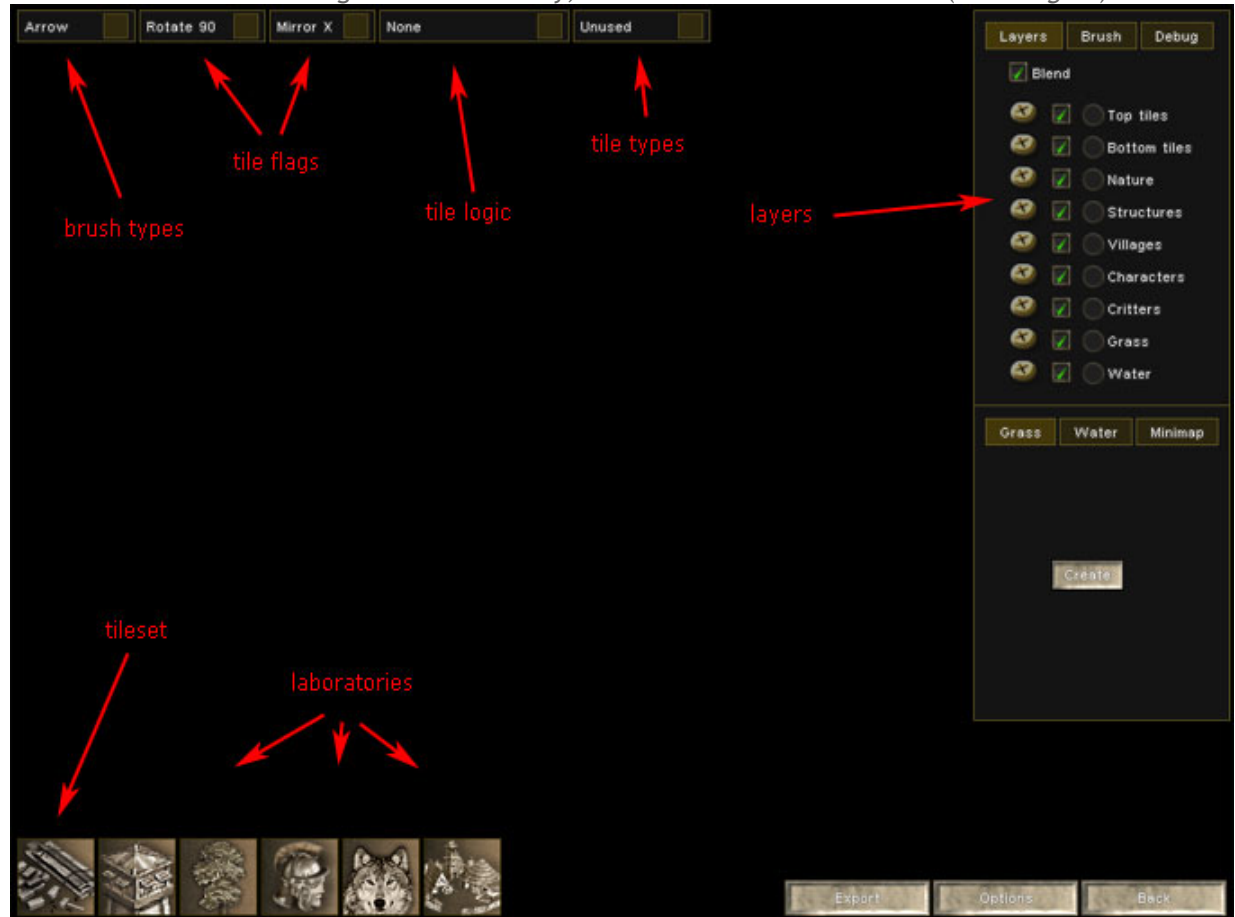 Arrow
Rotate 90
Mirror X
None
Unused
Layers
Brush
Debug
Blend
Top tiles
Bottom tiles
Nature
Structures
Villages
Characters
Critters
Grass
Water
tile flags
tile types
brush types
tile logic
layers
Grass
Water
Minimap
Create
tileset
laboratories
Export
Options
Back